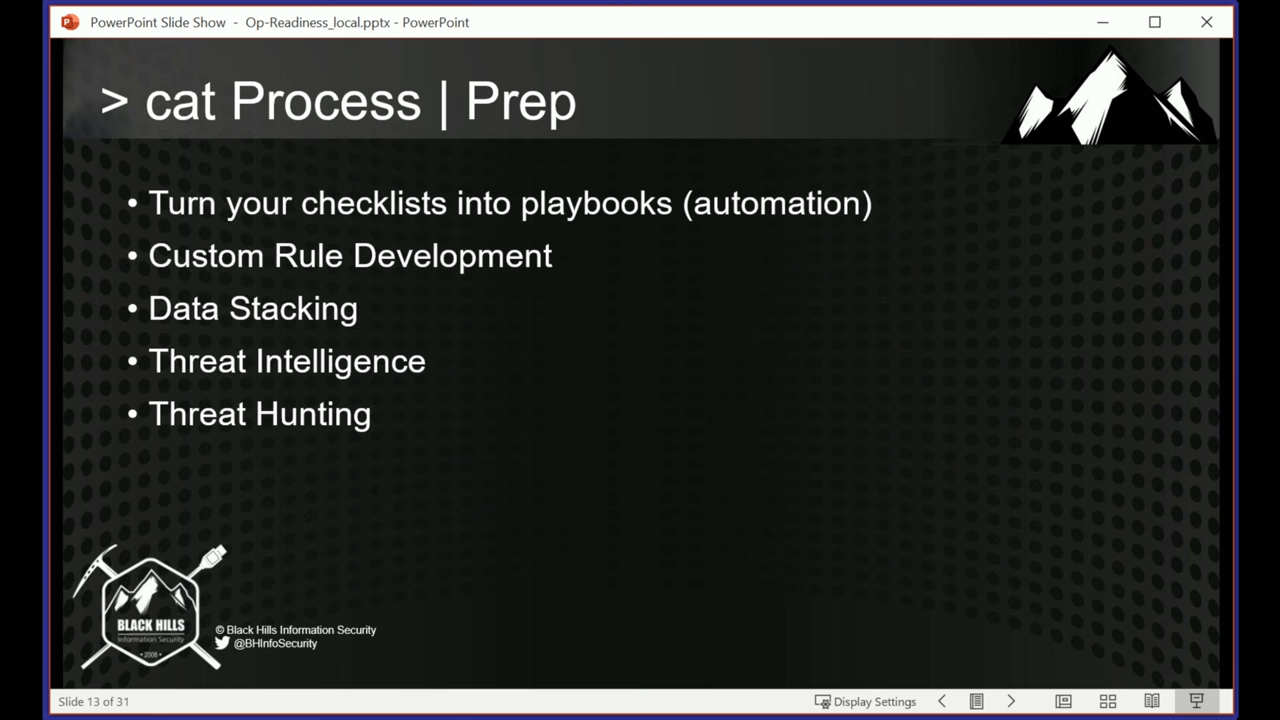 PowerPoint Slide Show - Op-Readiness_local.pptx - PowerPoint
> cat Process | Prep
• Turn your checklists into playbooks (automation)
• Custom Rule Development
• Data Stacking
• Threat Intelligence
• Threat Hunting
BLACK HILLS
Information Security
• 2008 •
© Black Hills Information Security
@BHInfoSecurity
Slide 13 of 31
Display Settings